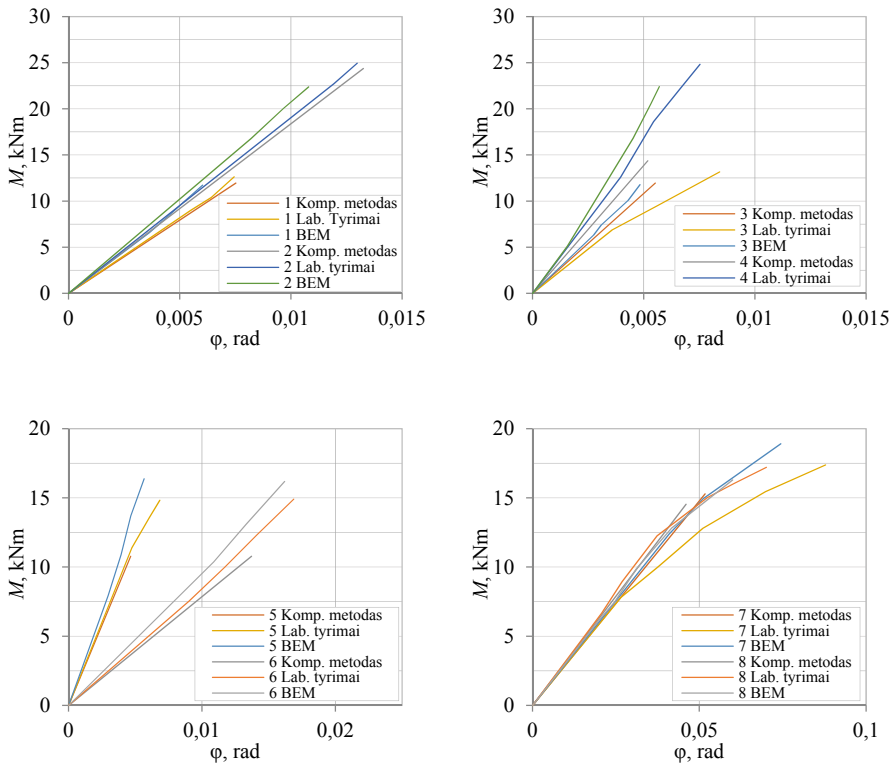 30
25
20
15
10
5
0
M, kNm
1 Komp. metodas
1 Lab. Tyrimai
1 BEM
2 Komp. metodas
2 Lab. tyrimai
2 BEM
0 0,005 0,01 0,015
φ, rad
30
25
20
15
10
5
0
M, kNm
3 Komp. metodas
3 Lab. tyrimai
3 BEM
4 Komp. metodas
4 Lab. tyrimai
0 0,005 0,01 0,015
φ, rad
20
15
10
5
0
M, kNm
5 Komp. metodas
5 Lab. tyrimai
5 BEM
6 Komp. metodas
6 Lab. tyrimai
6 BEM
0 0,01 0,02
φ, rad
20
15
10
5
0
M, kNm
7 Komp. metodas
7 Lab. tyrimai
7 BEM
8 Komp. metodas
8 Lab. tyrimai
8 BEM
0 0,05 0,1
φ, rad